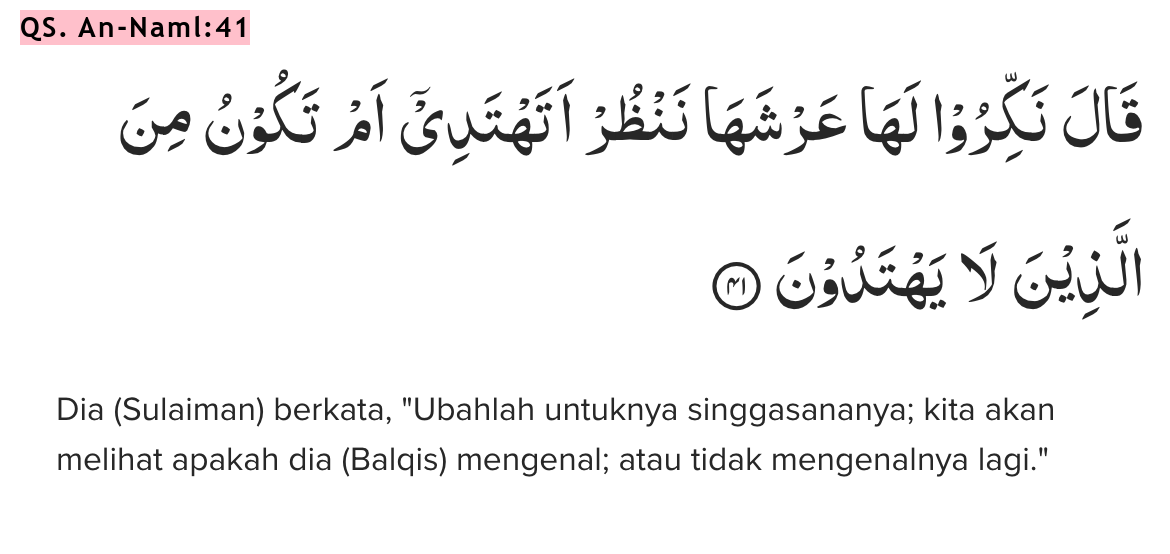 QS. An-Naml:41
قَالَ نَكِّرُوْا لَهَا عَرْشَهَا نَنْظُرْ اَتَهْتَدِيْٓ اَمْ تَكُوْنُ مِنَ
الَّذِيْنَ لَا يَهْتَدُوْنَ ۝٤١
Dia (Sulaiman) berkata, "Ubahlah untuknya singgasananya; kita akan
melihat apakah dia (Balqis) mengenal; atau tidak mengenalnya lagi."